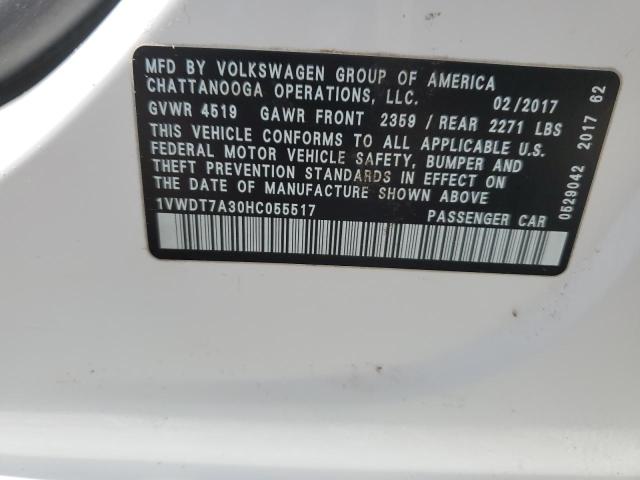 MFD BY VOLKSWAGEN GROUP OF AMERICA
CHATTANOOGA OPERATIONS, LLC. 02/2017
GVWR 4519 GAWR FRONT 2359 / REAR 2271 LBS
THIS VEHICLE CONFORMS TO ALL APPLICABLE U.S.
FEDERAL MOTOR VEHICLE SAFETY, BUMPER AND
THEFT PREVENTION STANDARDS IN EFFECT ON
THE DATE OF MANUFACTURE SHOWN ABOVE
1VWDT7A30HC055517 PASSENGER CAR
0529042 2017 62